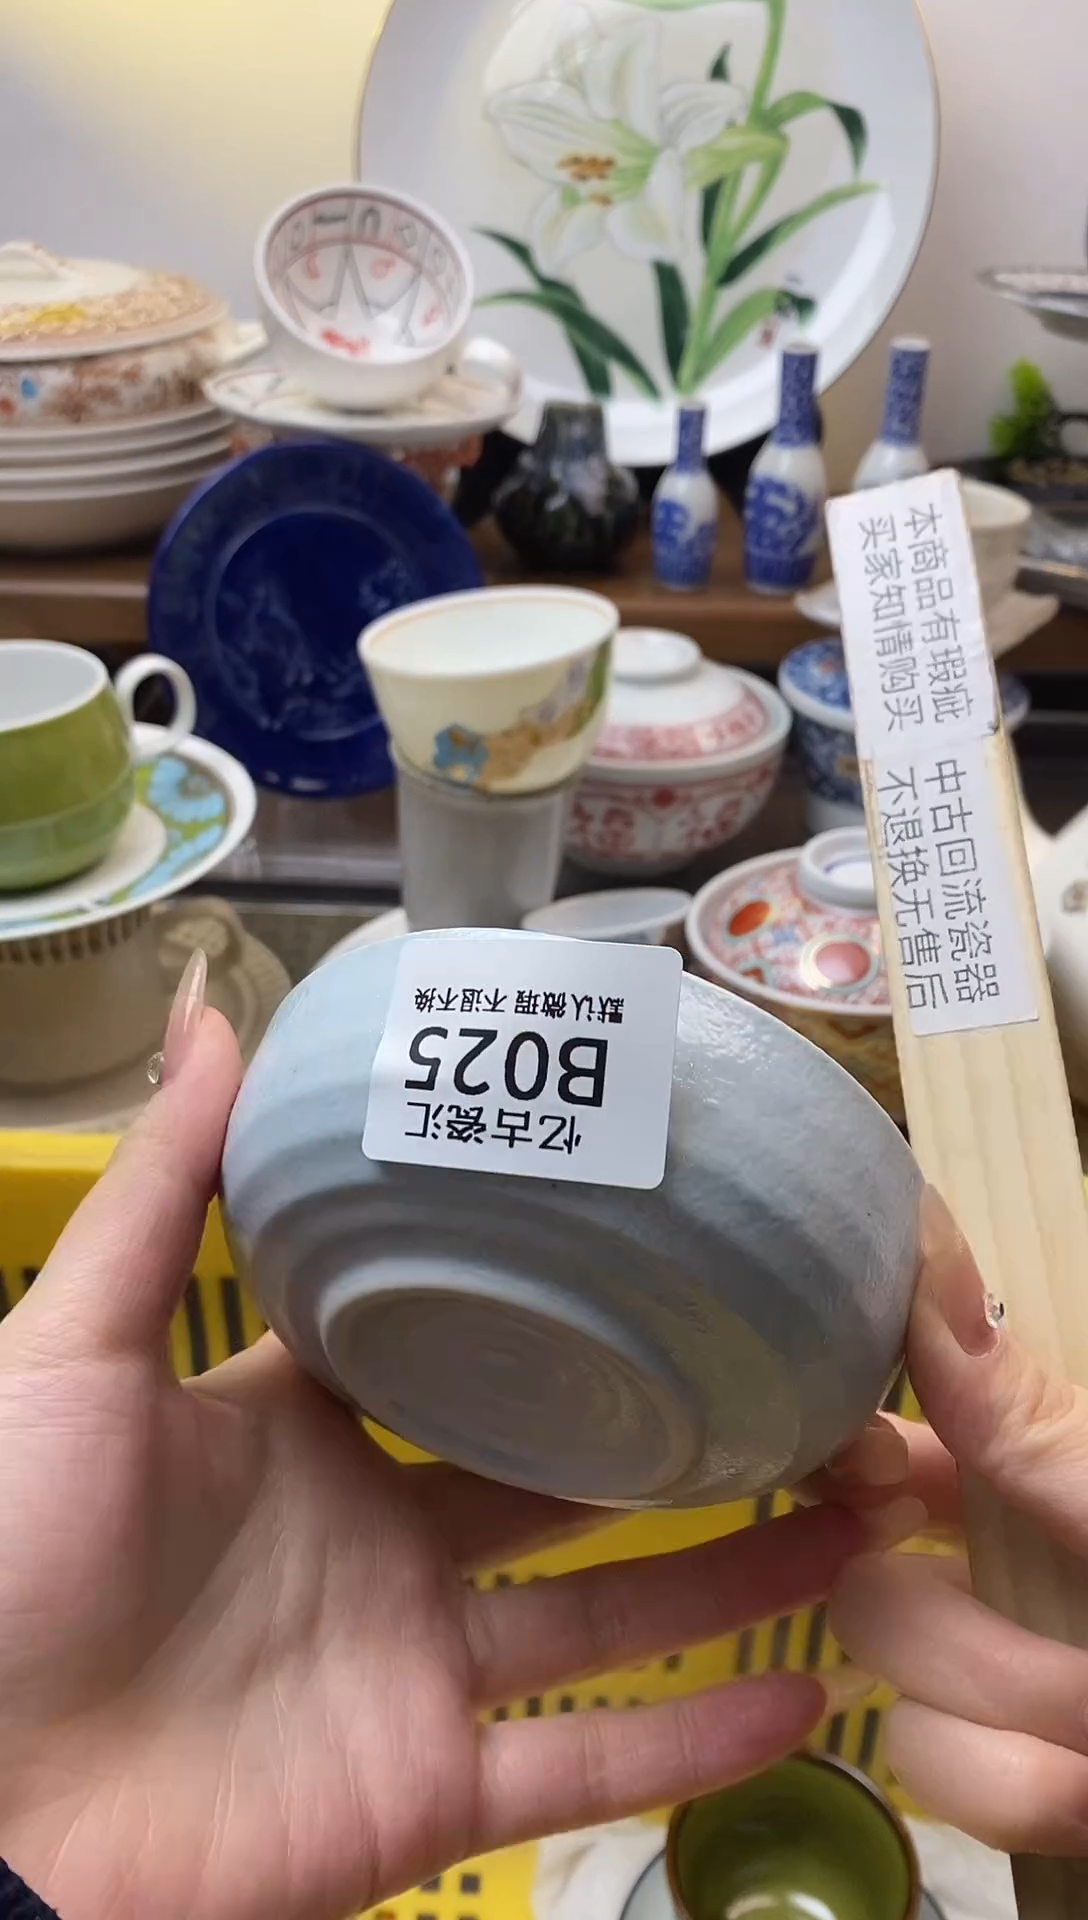 忆古瓷汇
B025
默认微瑕 不退不换
本商品有瑕疵
买家知情购买
中古回流瓷器
不退换无售后